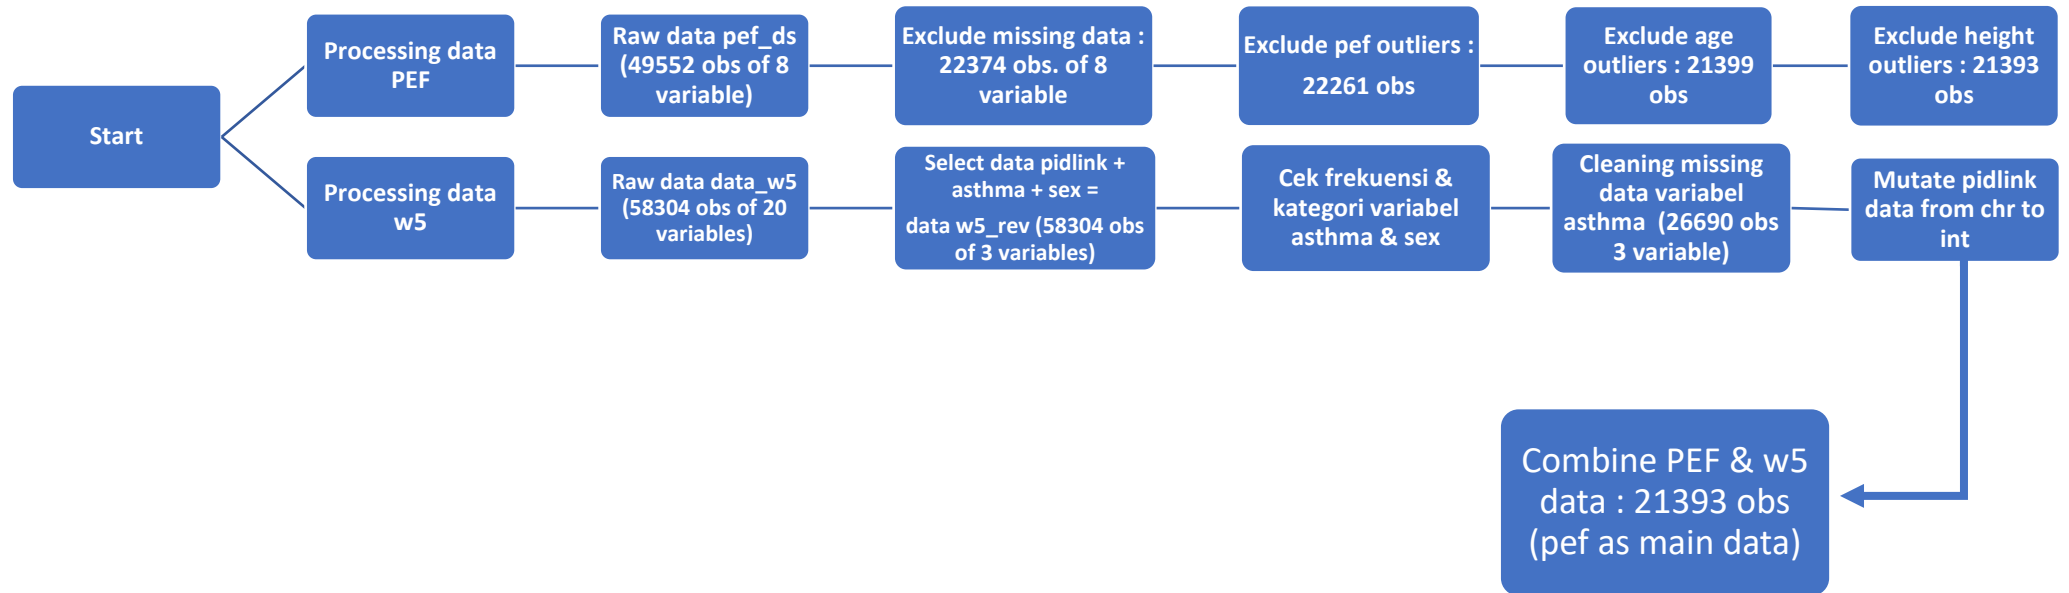 Start
Processing data
PEF
Raw data pef_ds
(49552 obs of 8
variable)
Exclude missing data :
22374 obs. of 8
variable
Exclude pef outliers :
22261 obs
Exclude age
outliers : 21399
obs
Exclude height
outliers : 21393
obs
Processing data
w5
Raw data data_w5
(58304 obs of 20
variables)
Select data pidlink +
asthma + sex =
data w5_rev (58304 obs
of 3 variables)
Cek frekuensi &
kategori variabel
asthma & sex
Cleaning missing
data variabel
asthma (26690 obs
3 variable)
Mutate pidlink
data from chr to
int
Combine PEF & w5
data : 21393 obs
(pef as main data)